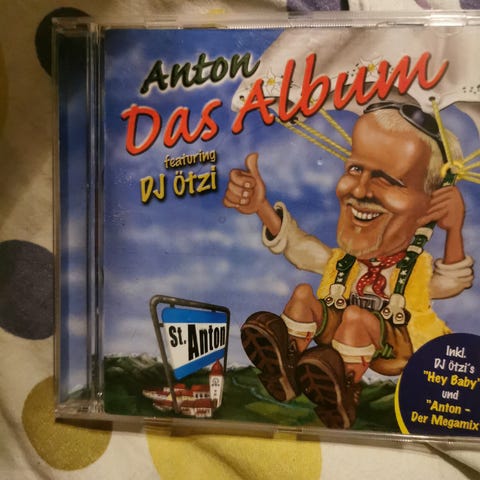 Anton
Das Album
featuring
DJ Ötzi
St. Anton
Inkl.
DJ Ötzi's
"Hey Baby"
und
"Anton -
Der Megamix